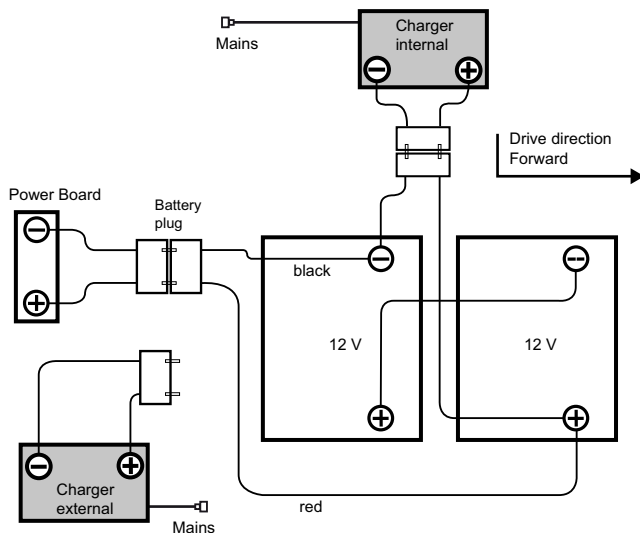 Charger
internal
Mains
Drive direction
Forward
Power Board
Battery
plug
black
12 V
12 V
Charger
external
red
Mains